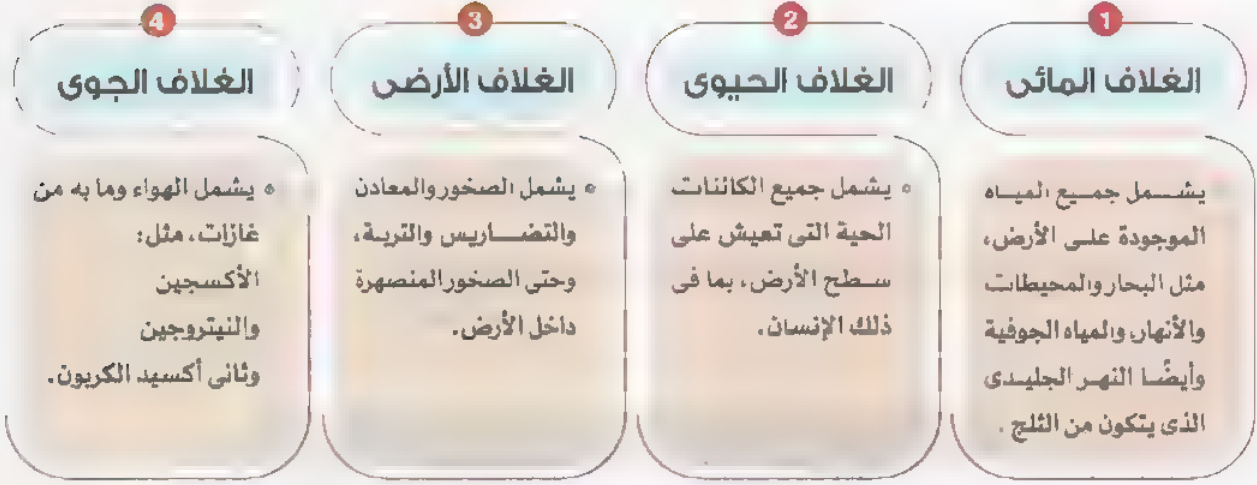 1
الغلاف المائى
يشمل جميع المياه
الموجودة على الأرض،
مثل البحار والمحيطات
والأنهار، والمياه الجوفية
وأيضًا النهر الجليدى
الذى يتكون من الثلج .
2
الغلاف الحيوى
• يشمل جميع الكائنات
الحية التى تعيش على
سطح الأرض، بما فى
ذلك الإنسان.
3
الغلاف الأرضى
• يشمل الصخور والمعادن
والتضاريس والتربة،
وحتى الصخور المنصهرة
داخل الأرض.
4
الغلاف الجوى
• يشمل الهواء وما به من
غازات، مثل:
الأكسجين
والنيتروجين
وثانى أكسيد الكربون.